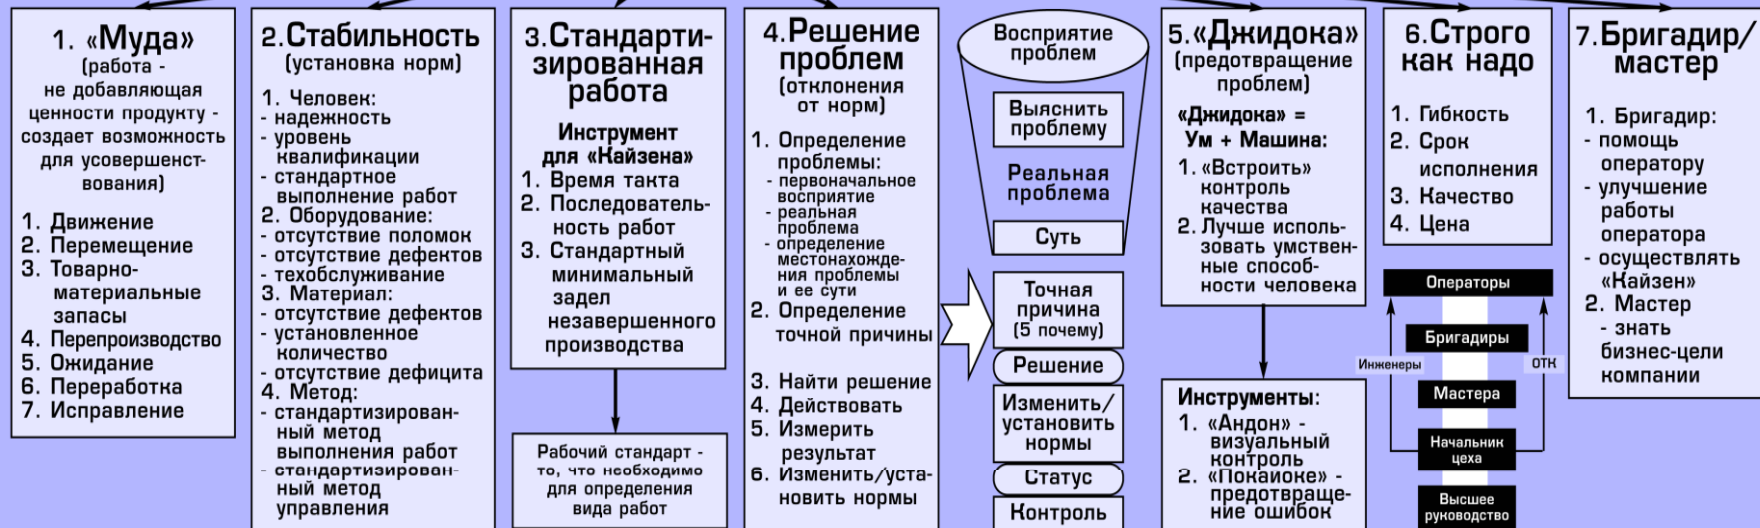 1. «Муда»
(работа -
не добавляющая
ценности продукту -
создает возможность
для усовершенст-
вования)
1. Движение
2. Перемещение
3. Товарно-
материальные
запасы
4. Перепроизводство
5. Ожидание
6. Переработка
7. Исправление
2.Стабильность
(установка норм)
1. Человек:
- надежность
- уровень
квалификации
- стандартное
выполнение работ
2. Оборудование:
- отсутствие поломок
- отсутствие дефектов
- техобслуживание
3. Материал:
- отсутствие дефектов
- установленное
количество
- отсутствие дефицита
4. Метод:
- стандартизирован-
ный метод
выполнения работ
- стандартизирован-
ный метод
управления
3.Стандарти-
зированная
работа
Инструмент
для «Кайзена»
1. Время такта
2. Последователь-
ность работ
3. Стандартный
минимальный
задел
незавершенного
производства
Рабочий стандарт -
то, что необходимо
для определения
вида работ
4.Решение
проблем
(отклонения
от норм)
1. Определение
проблемы:
- первоначальное
восприятие
- реальная
проблема
- определение
местонахожде-
ния проблемы
и ее сути
2. Определение
точной причины
3. Найти решение
4. Действовать
5. Измерить
результат
6. Изменить/уста-
новить нормы
Восприятие
проблем
Выяснить
проблему
Реальная
проблема
Суть
Точная
причина
(5 почему)
Решение
Изменить/
установить
нормы
Статус
Контроль
5.«Джидока»
(предотвращение
проблем)
«Джидока» =
Ум + Машина:
1. «Встроить»
контроль
качества
2. Лучше исполь-
зовать умствен-
ные способ-
ности человека
Инструменты:
1. «Андон» -
визуальный
контроль
2. «Покайоке» -
предотвраще-
ние ошибок
6.Строго
как надо
1. Гибкость
2. Срок
исполнения
3. Качество
4. Цена
Операторы
Бригадиры
Инженеры
ОТК
Мастера
Начальник
цеха
Высшее
руководство
7.Бригадир/
мастер
1. Бригадир:
- помощь
оператору
- улучшение
работы
оператора
- осуществлять
«Кайзен»
2. Мастер
- знать
бизнес-цели
компании